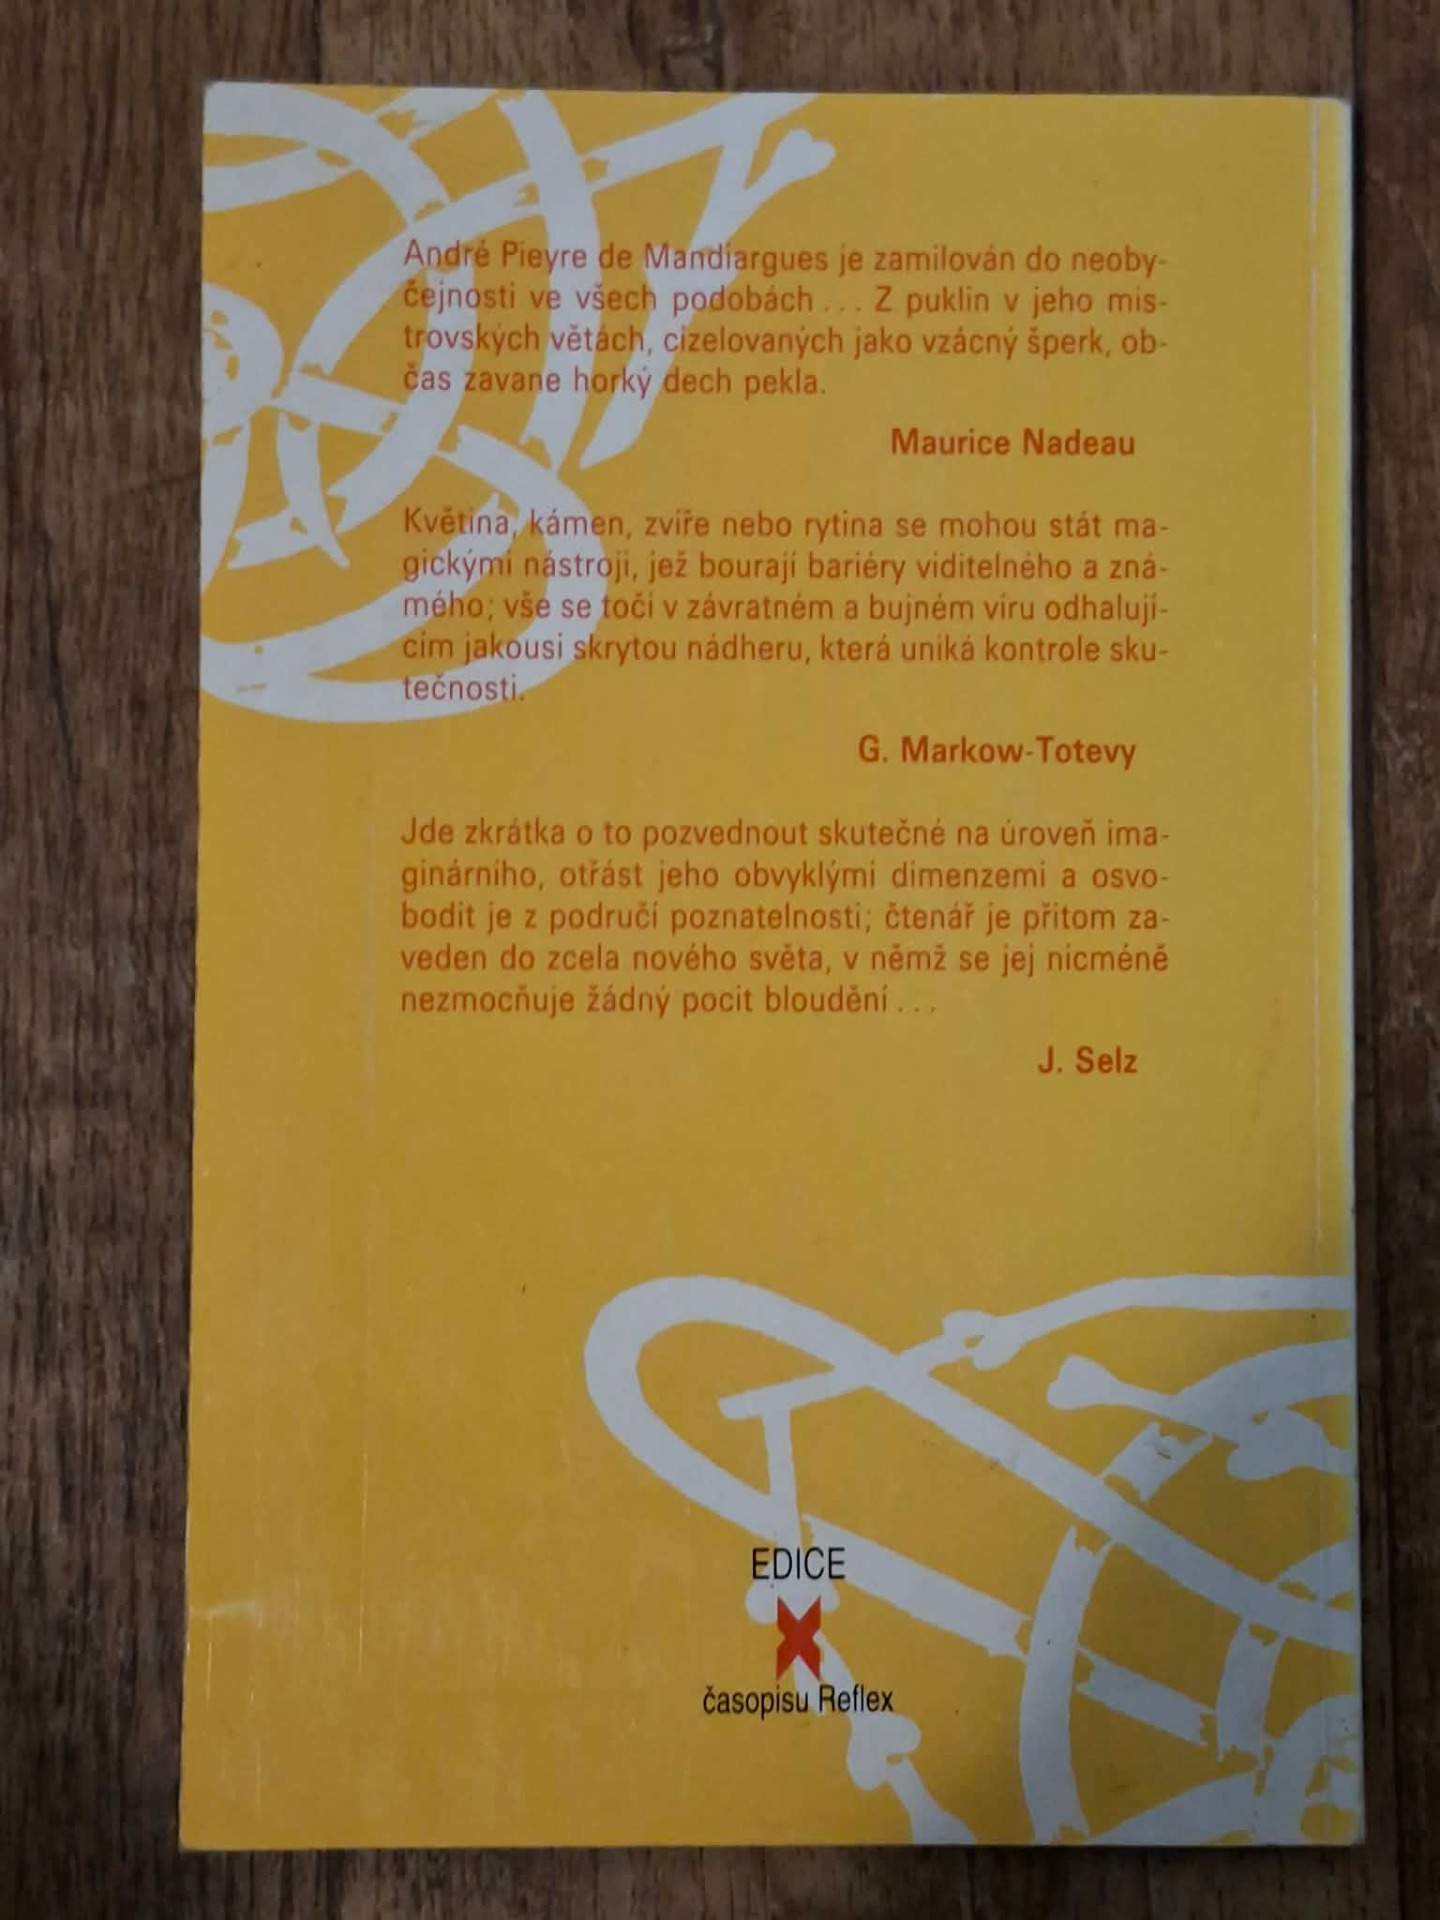 André Pieyre de Mandiargues je zamilován do neoby-
čejnosti ve všech podobách... Z puklin v jeho mis-
trovských větách, cizelovaných jako vzácný šperk, ob-
čas zavane horký dech pekla.
Maurice Nadeau
Květina, kámen, zvíře nebo rytina se mohou stát ma-
gickými nástroji, jež bourají bariéry viditelného a zná-
mého; vše se točí v závratném a bujném víru odhalují-
cím jakousi skrytou nádheru, která uniká kontrole sku-
tečnosti.
G. Markow-Totevy
Jde zkrátka o to pozvednout skutečné na úroveň ima-
ginárního, otřást jeho obvyklými dimenzemi a osvo-
bodit je z područí poznatelnosti; čtenář je přitom za-
veden do zcela nového světa, v němž se jej nicméně
nezmocňuje žádný pocit bloudění...
J. Selz
EDICE
X
časopisu Reflex